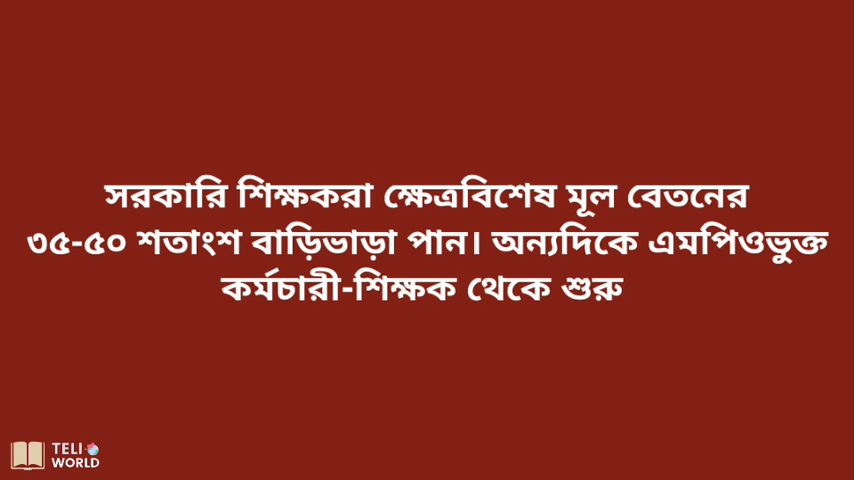 সরকারি শিক্ষকরা ক্ষেত্রবিশেষ মূল বেতনের
৩৫-৫০ শতাংশ বাড়িভাড়া পান। অন্যদিকে এমপিওভুক্ত
কর্মচারী-শিক্ষক থেকে শুরু
TELI
WORLD